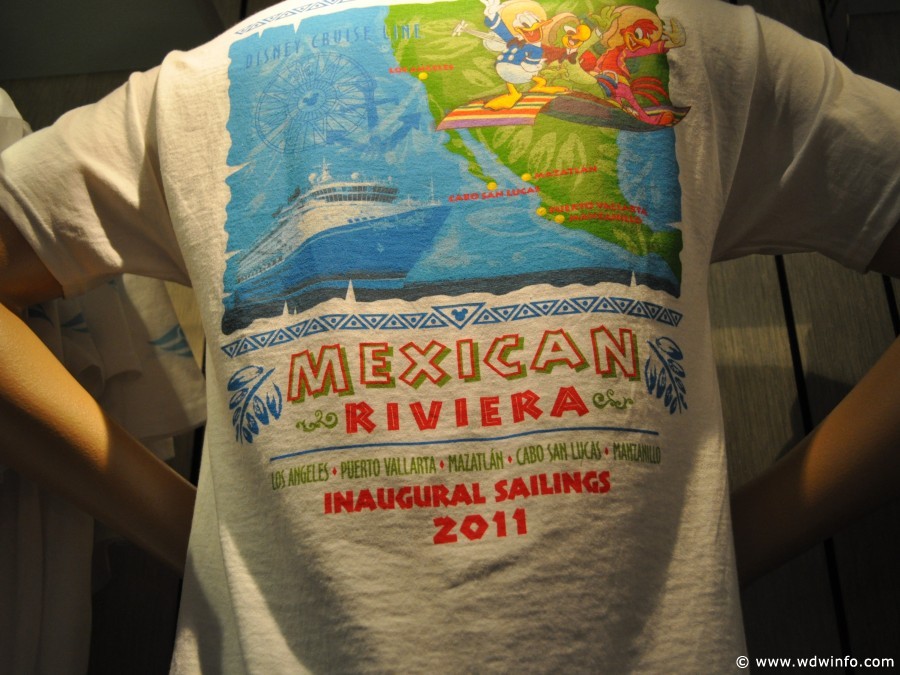 DISNEY CRUISE LINE
LOS ANGELES
MAZATLAN
CABO SAN LUCAS
PUERTO VALLARTA
MANZANILLO
MEXICAN
RIVIERA
LOS ANGELES • PUERTO VALLARTA • MAZATLÁN • CABO SAN LUCAS • MANZANILLO
INAUGURAL SAILINGS
2011
© www.wdwinfo.com